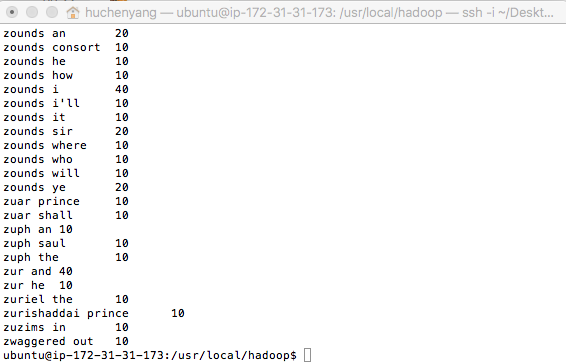 huchenyang — ubuntu@ip-172-31-31-173: /usr/local/hadoop — ssh -i ~/Deskt...
zounds an 20
zounds consort 10
zounds he 10
zounds how 10
zounds i 40
zounds i'll 10
zounds it 10
zounds sir 20
zounds where 10
zounds who 10
zounds will 10
zounds ye 20
zuar prince 10
zuar shall 10
zuph an 10
zuph saul 10
zuph the 10
zur and 40
zur he 10
zuriel the 10
zurishaddai prince 10
zuzims in 10
zwaggered out 10
ubuntu@ip-172-31-31-173:/usr/local/hadoop$